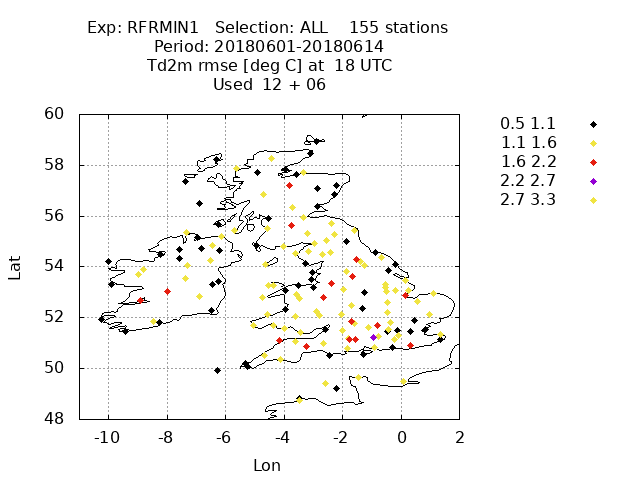 Exp: RFRMIN1   Selection: ALL    155 stations
Period: 20180601-20180614
Td2m rmse [deg C] at  18 UTC
Used  12 + 06
0.5 1.1
1.1 1.6
1.6 2.2
2.2 2.7
2.7 3.3
60
58
56
54
52
50
48
Lat
-10 -8 -6 -4 -2 0 2
Lon